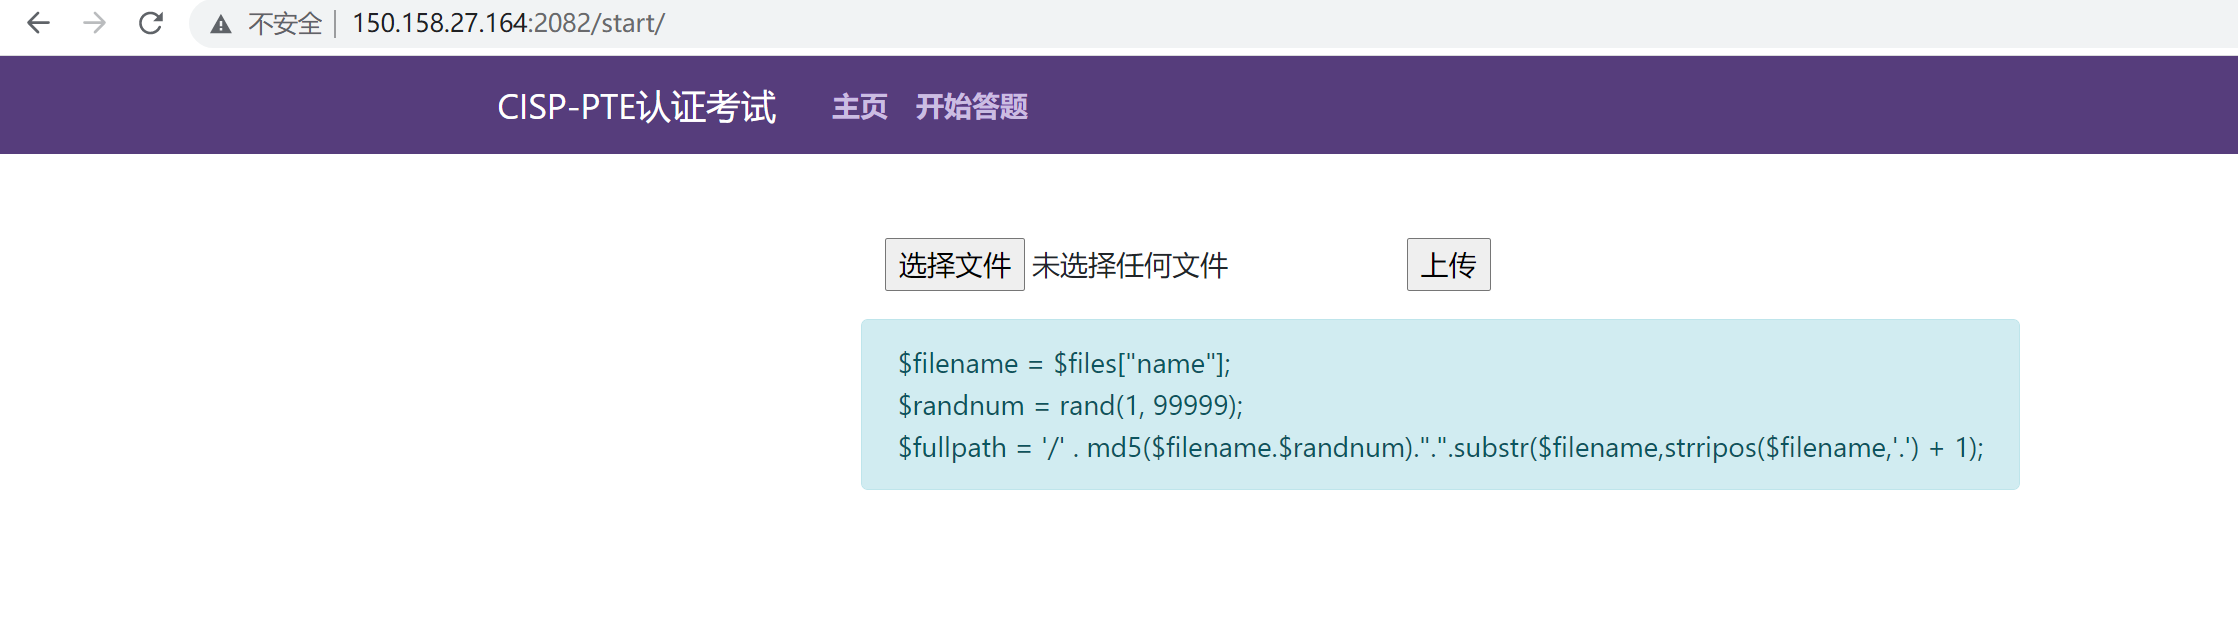 不安全 150.158.27.164:2082/start/
CISP-PTE认证考试 主页 开始答题
选择文件 未选择任何文件 上传
$filename = $files["name"];
$randnum = rand(1, 99999);
$fullpath = '/' . md5($filename.$randnum).".".substr($filename,strripos($filename,'.') + 1);